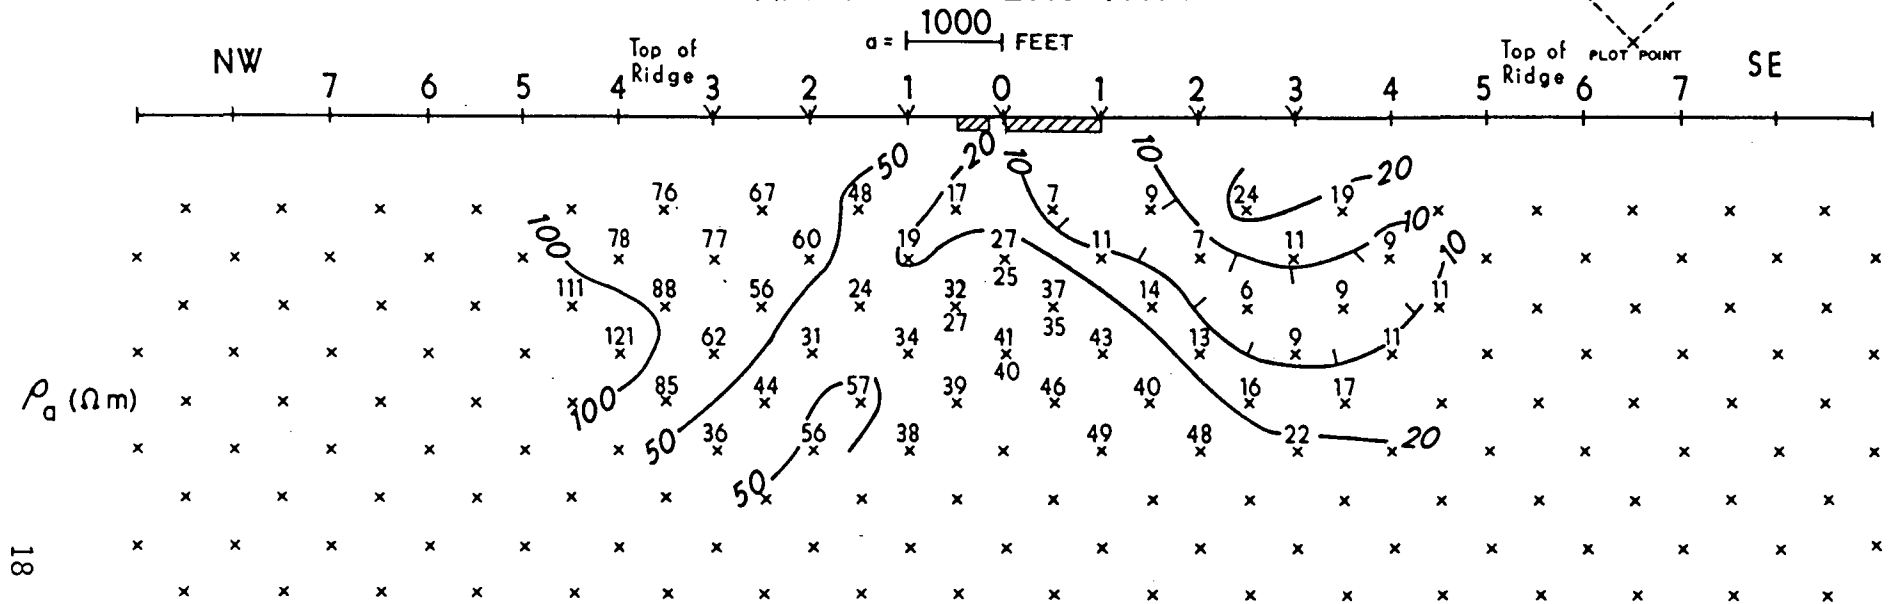 1000
a = FEET
NW Top of Ridge Top of Ridge PLOT POINT SE
7 6 5 4 3 2 1 0 1 2 3 4 5 6 7
50 20 10 10 20
76 67 48 17 7 9 24 19
100 78 77 60 19 27 11 7 11 9 10 10
25
111 88 56 24 32 37 14 6 9 11
27 35
121 62 31 34 41 43 13 9 11
40
ρa (Ωm) 100 85 44 57 39 46 40 16 17
50 36 56 38 49 48 22 20
50
18